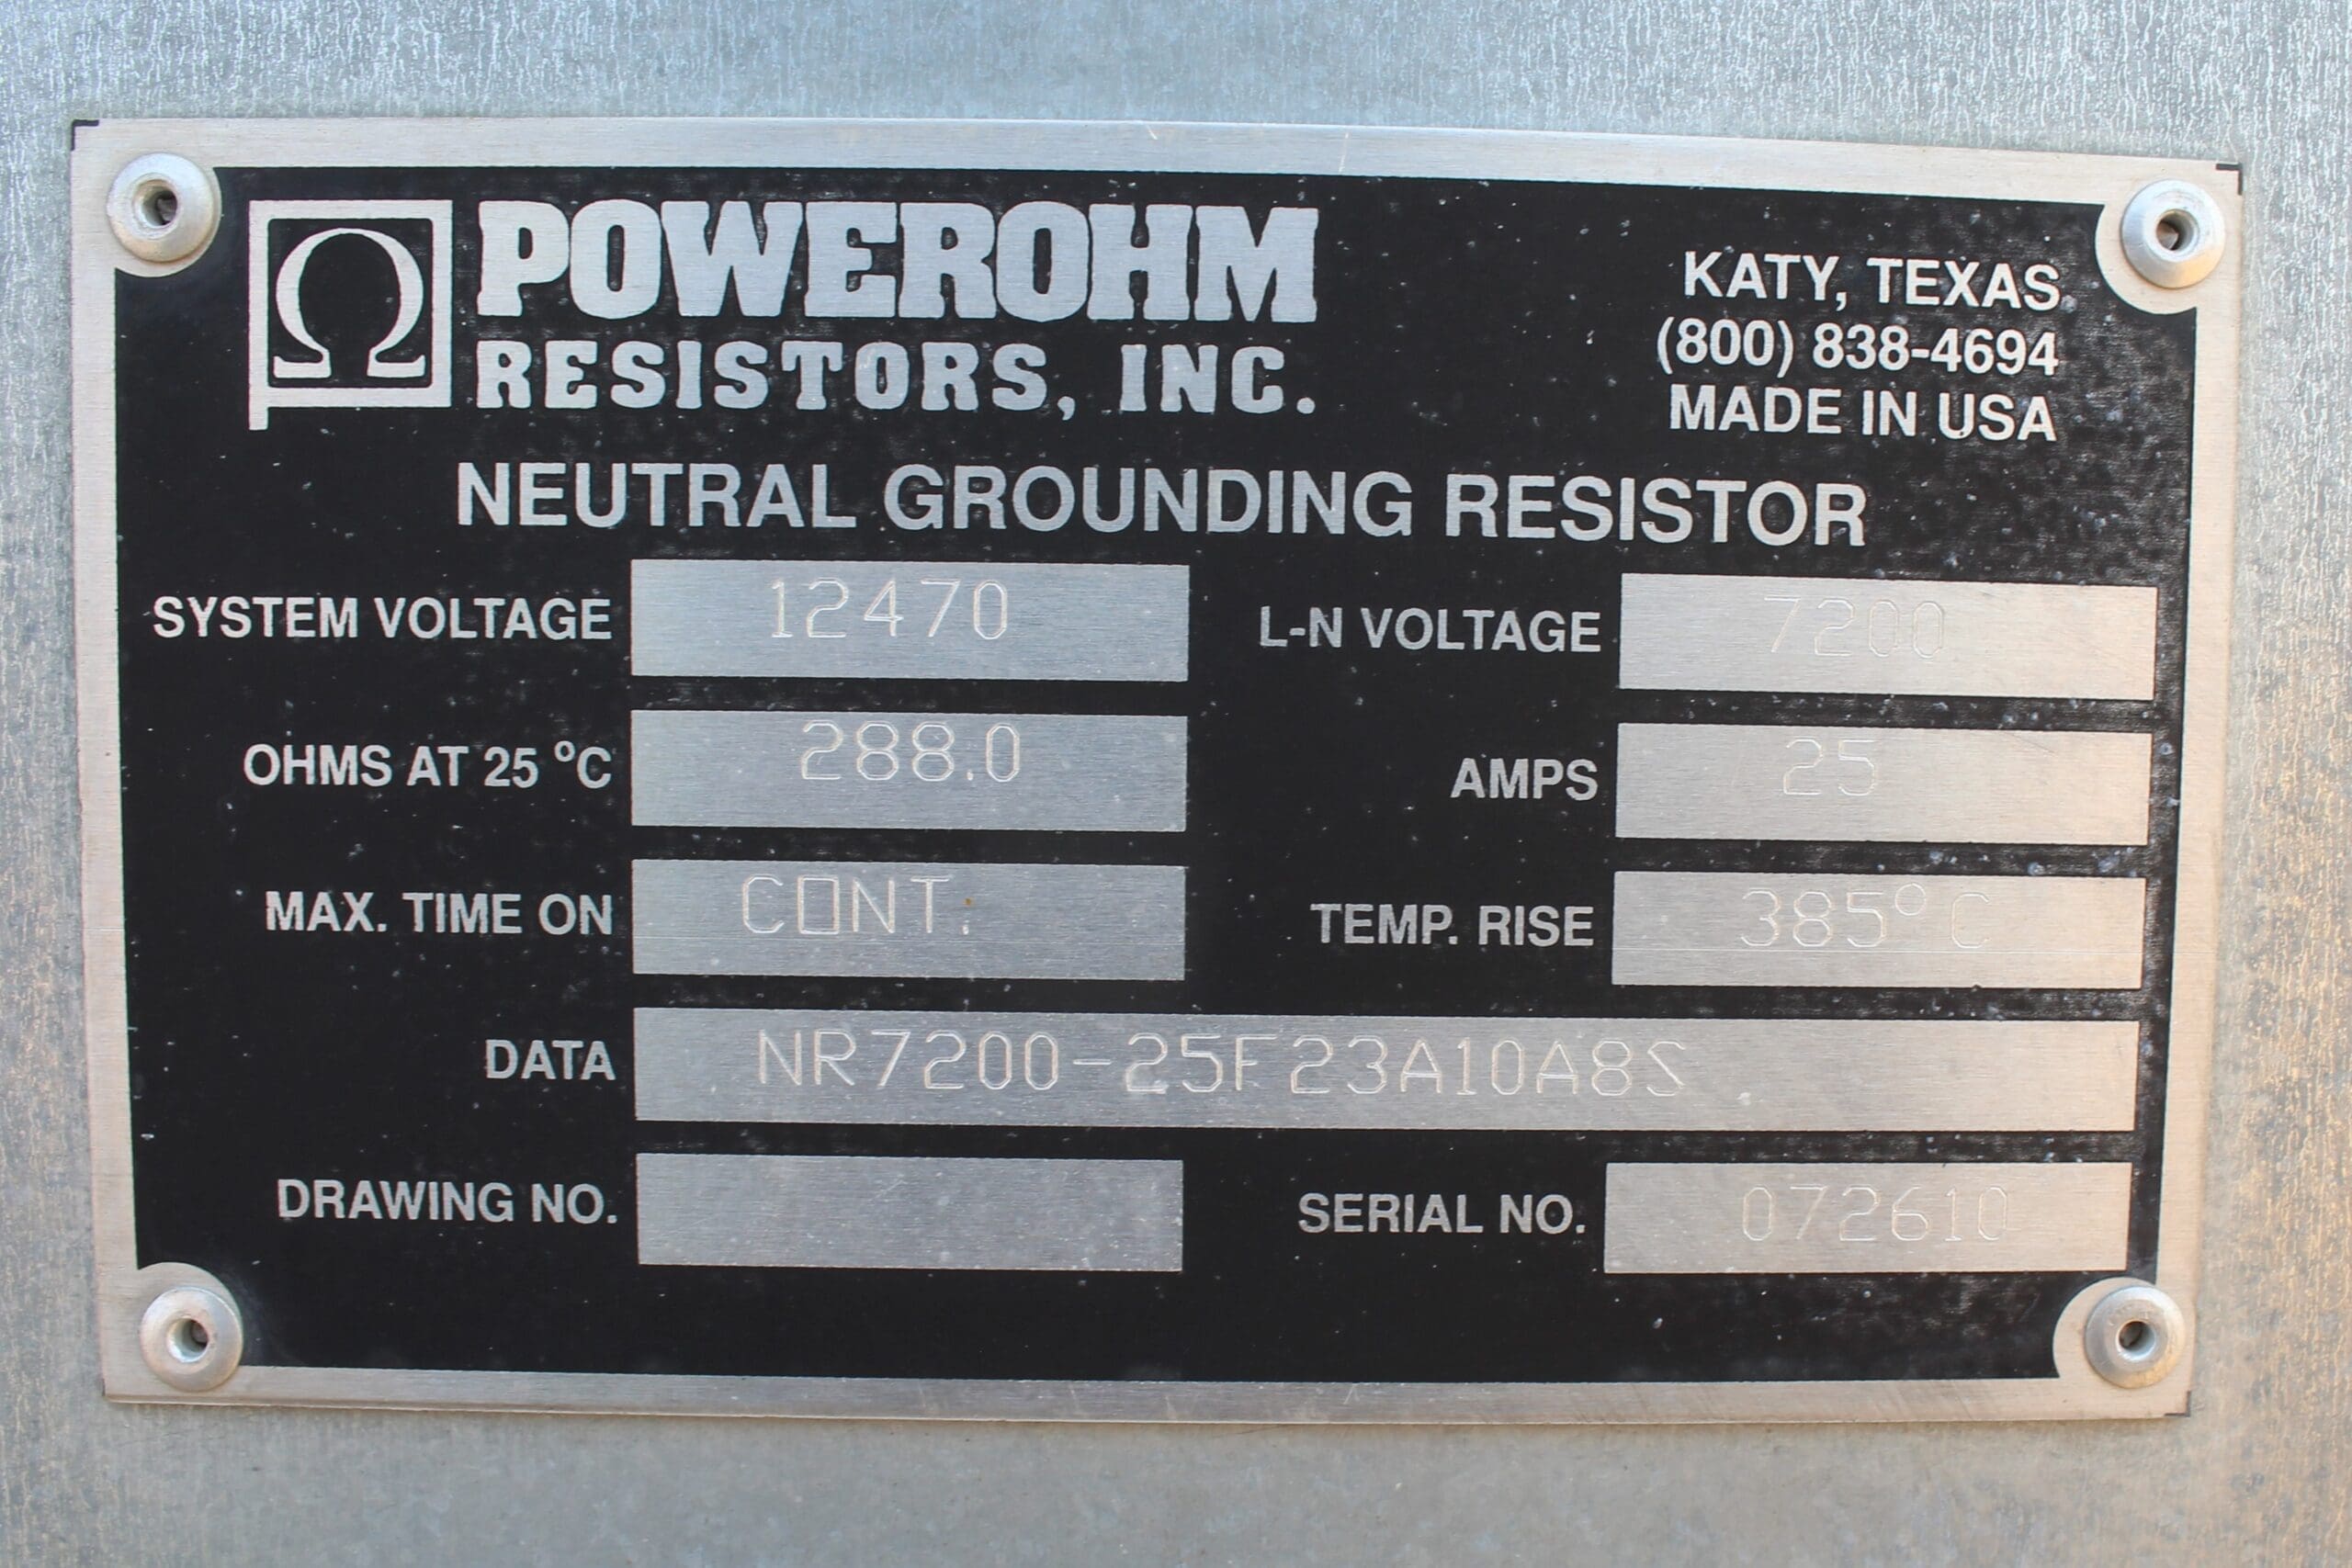 Ω POWEROHM
RESISTORS, INC.
KATY, TEXAS
(800) 838-4694
MADE IN USA
NEUTRAL GROUNDING RESISTOR
SYSTEM VOLTAGE 12470 L-N VOLTAGE 7200
OHMS AT 25 °C 288.0 AMPS 25
MAX. TIME ON CONT. TEMP. RISE 385°C
DATA NR7200-25F23A10A8S
DRAWING NO. SERIAL NO. 072610